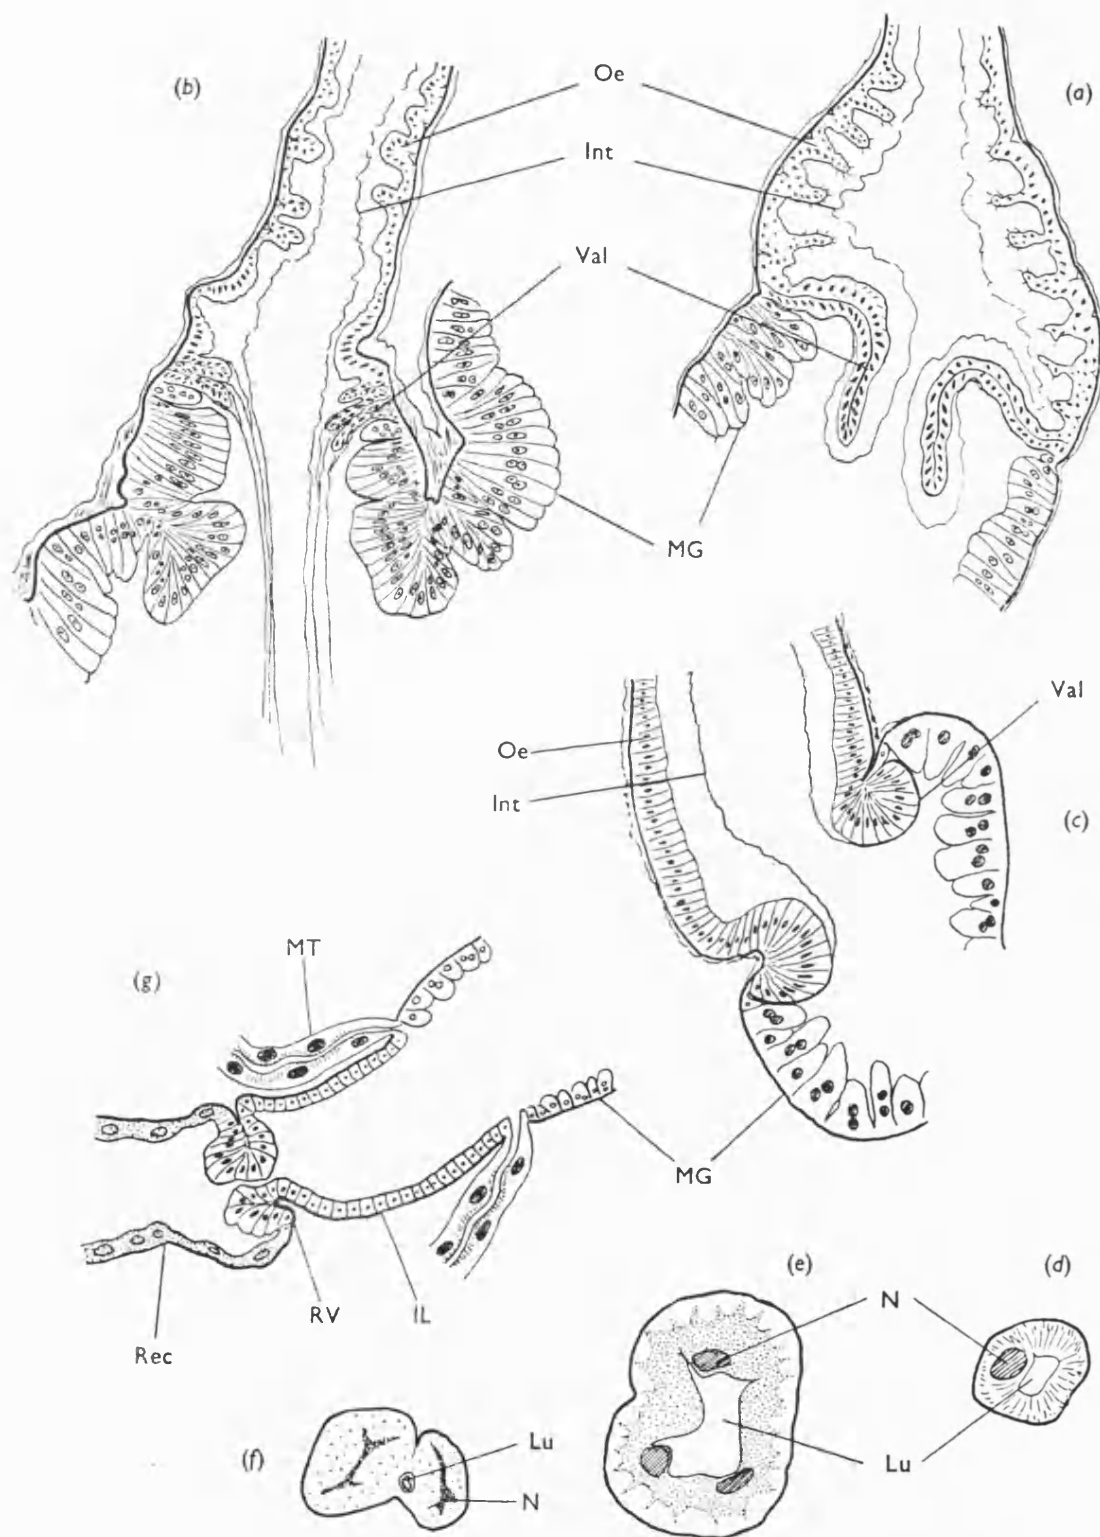 (b)
Oe
(a)
Int
Val
MG
Val
Oe
Int
(c)
MT
(g)
MG
(e)
(d)
N
RV
IL
Rec
Lu
(f)
Lu
N